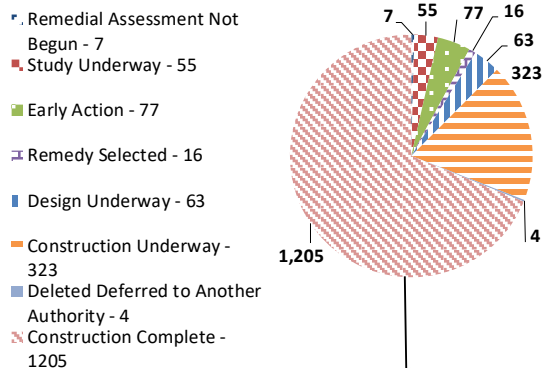 Remedial Assessment Not
Begun - 7
Study Underway - 55
Early Action - 77
Remedy Selected - 16
Design Underway - 63
Construction Underway -
323
Deleted Deferred to Another
Authority - 4
Construction Complete -
1205
7
55
77
16
63
323
4
1,205